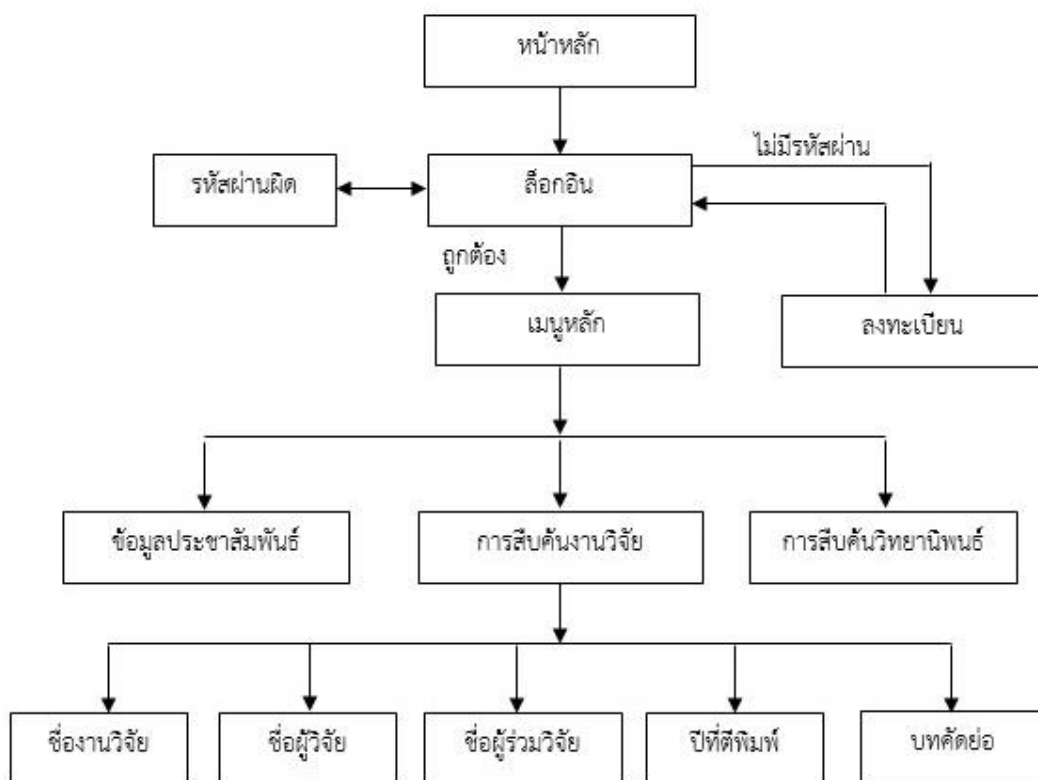 หน้าหลัก
ไม่มีรหัสผ่าน
รหัสผ่านผิด
ล็อกอิน
ถูกต้อง
เมนูหลัก
ลงทะเบียน
ข้อมูลประชาสัมพันธ์
การสืบค้นงานวิจัย
การสืบค้นวิทยานิพนธ์
ชื่องานวิจัย
ชื่อผู้วิจัย
ชื่อผู้ร่วมวิจัย
ปีที่ตีพิมพ์
บทคัดย่อ